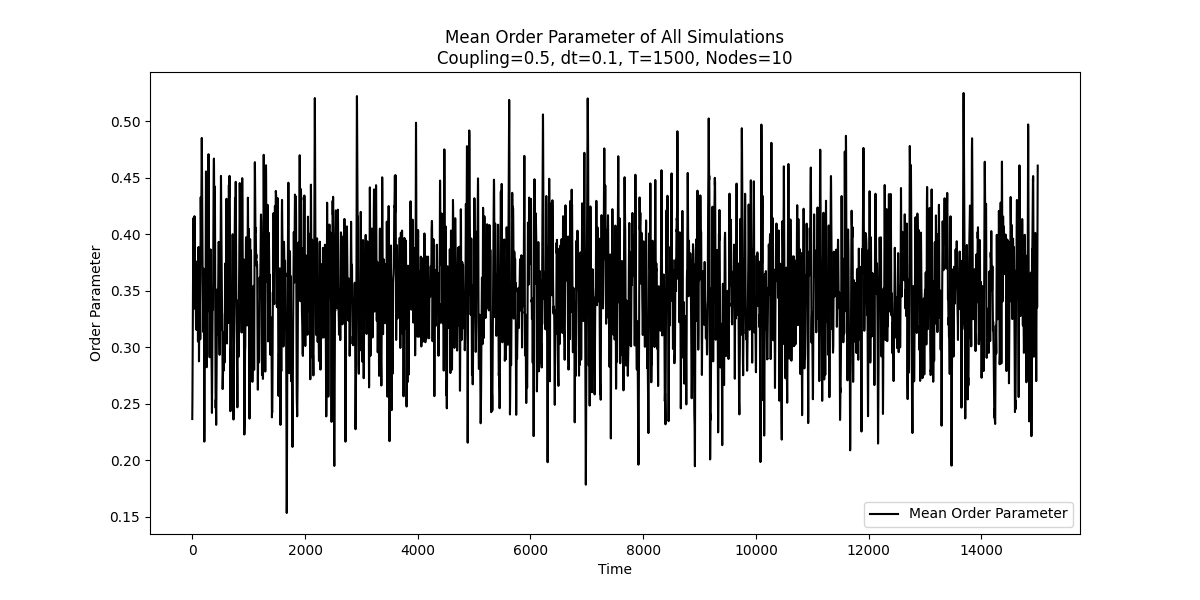 Mean Order Parameter of All Simulations
Coupling=0.5, dt=0.1, T=1500, Nodes=10
Order Parameter
0.50
0.45
0.40
0.35
0.30
0.25
0.20
0.15
Mean Order Parameter
0 2000 4000 6000 8000 10000 12000 14000
Time